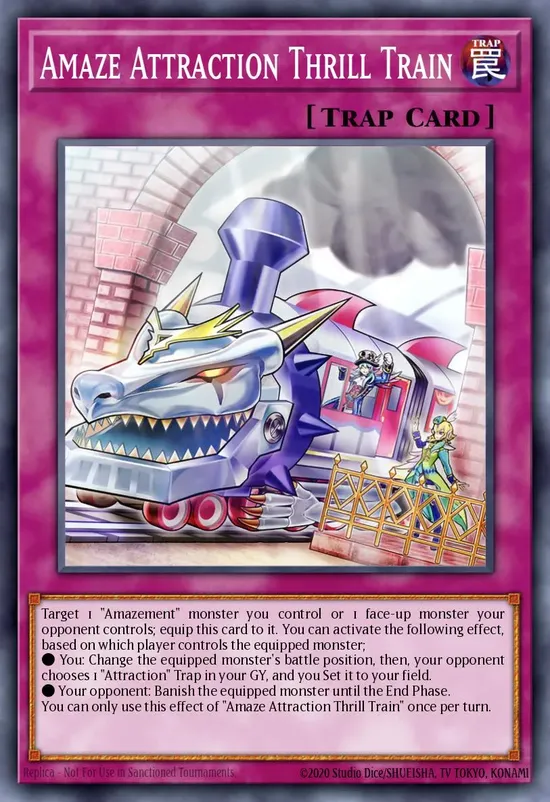 Amaze Attraction Thrill Train
TRAP
罠
[Trap Card]
Target 1 "Amazement" monster you control or 1 face-up monster your
opponent controls; equip this card to it. You can activate the following effect,
based on which player controls the equipped monster;
● You: Change the equipped monster's battle position, then, your opponent
chooses 1 "Attraction" Trap in your GY, and you Set it to your field.
● Your opponent: Banish the equipped monster until the End Phase.
You can only use this effect of "Amaze Attraction Thrill Train" once per turn.
Replica - Not For Use in Sanctioned Tournaments.
©2020 Studio Dice/SHUEISHA, TV TOKYO, KONAMI